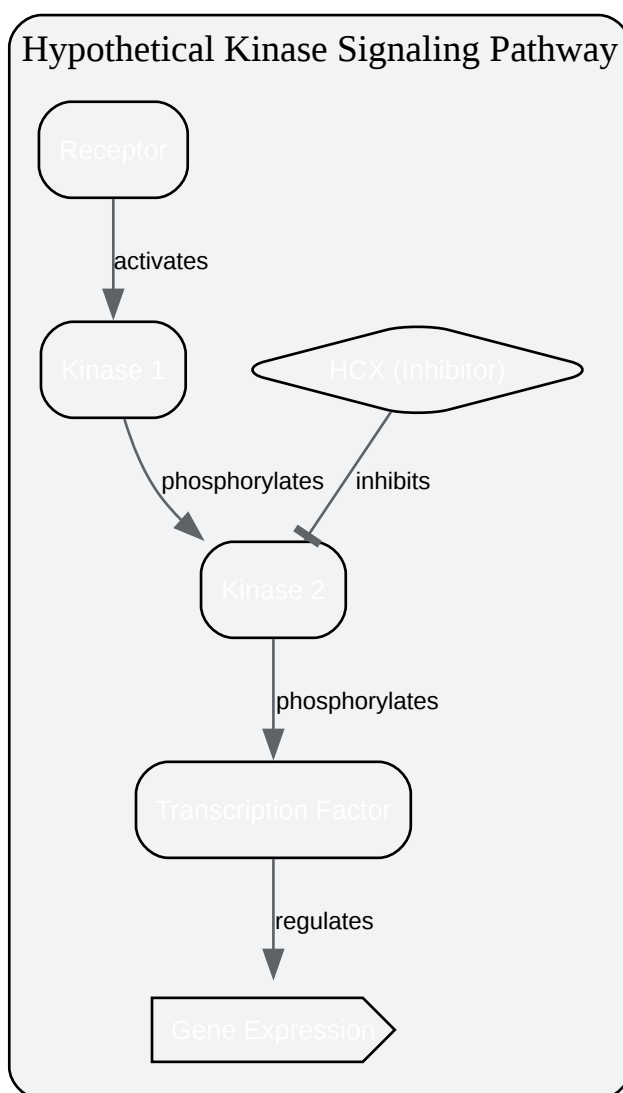 Hypothetical Kinase Signaling Pathway
Receptor
activates
Kinase 1
HCX (Inhibitor)
phosphorylates
inhibits
Kinase 2
phosphorylates
Transcription Factor
regulates
Gene Expression